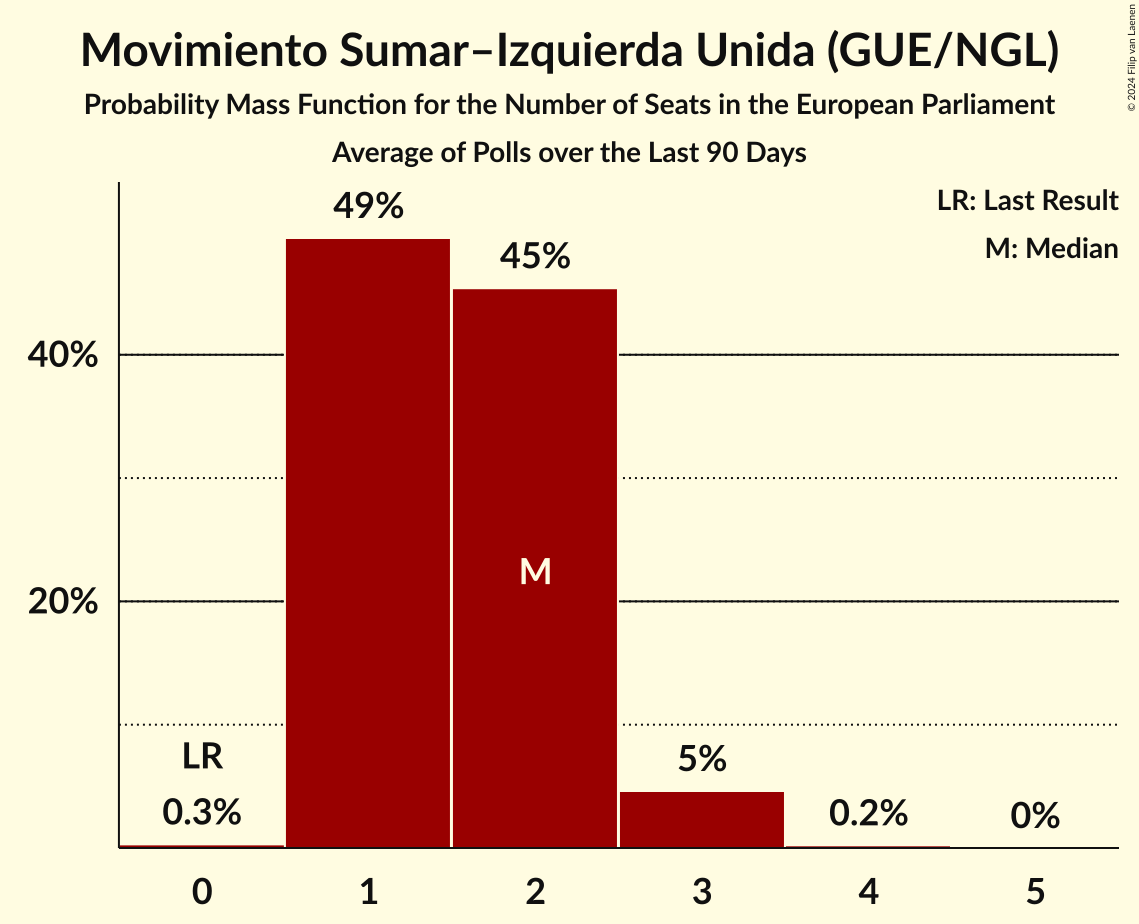 Movimiento Sumar–Izquierda Unida (GUE/NGL)
Probability Mass Function for the Number of Seats in the European Parliament
Average of Polls over the Last 90 Days
© 2024 Filip van Laenen
LR: Last Result
M: Median
49%
45%
40%
M
20%
LR
0.3%
5%
0.2%
0%
0 1 2 3 4 5